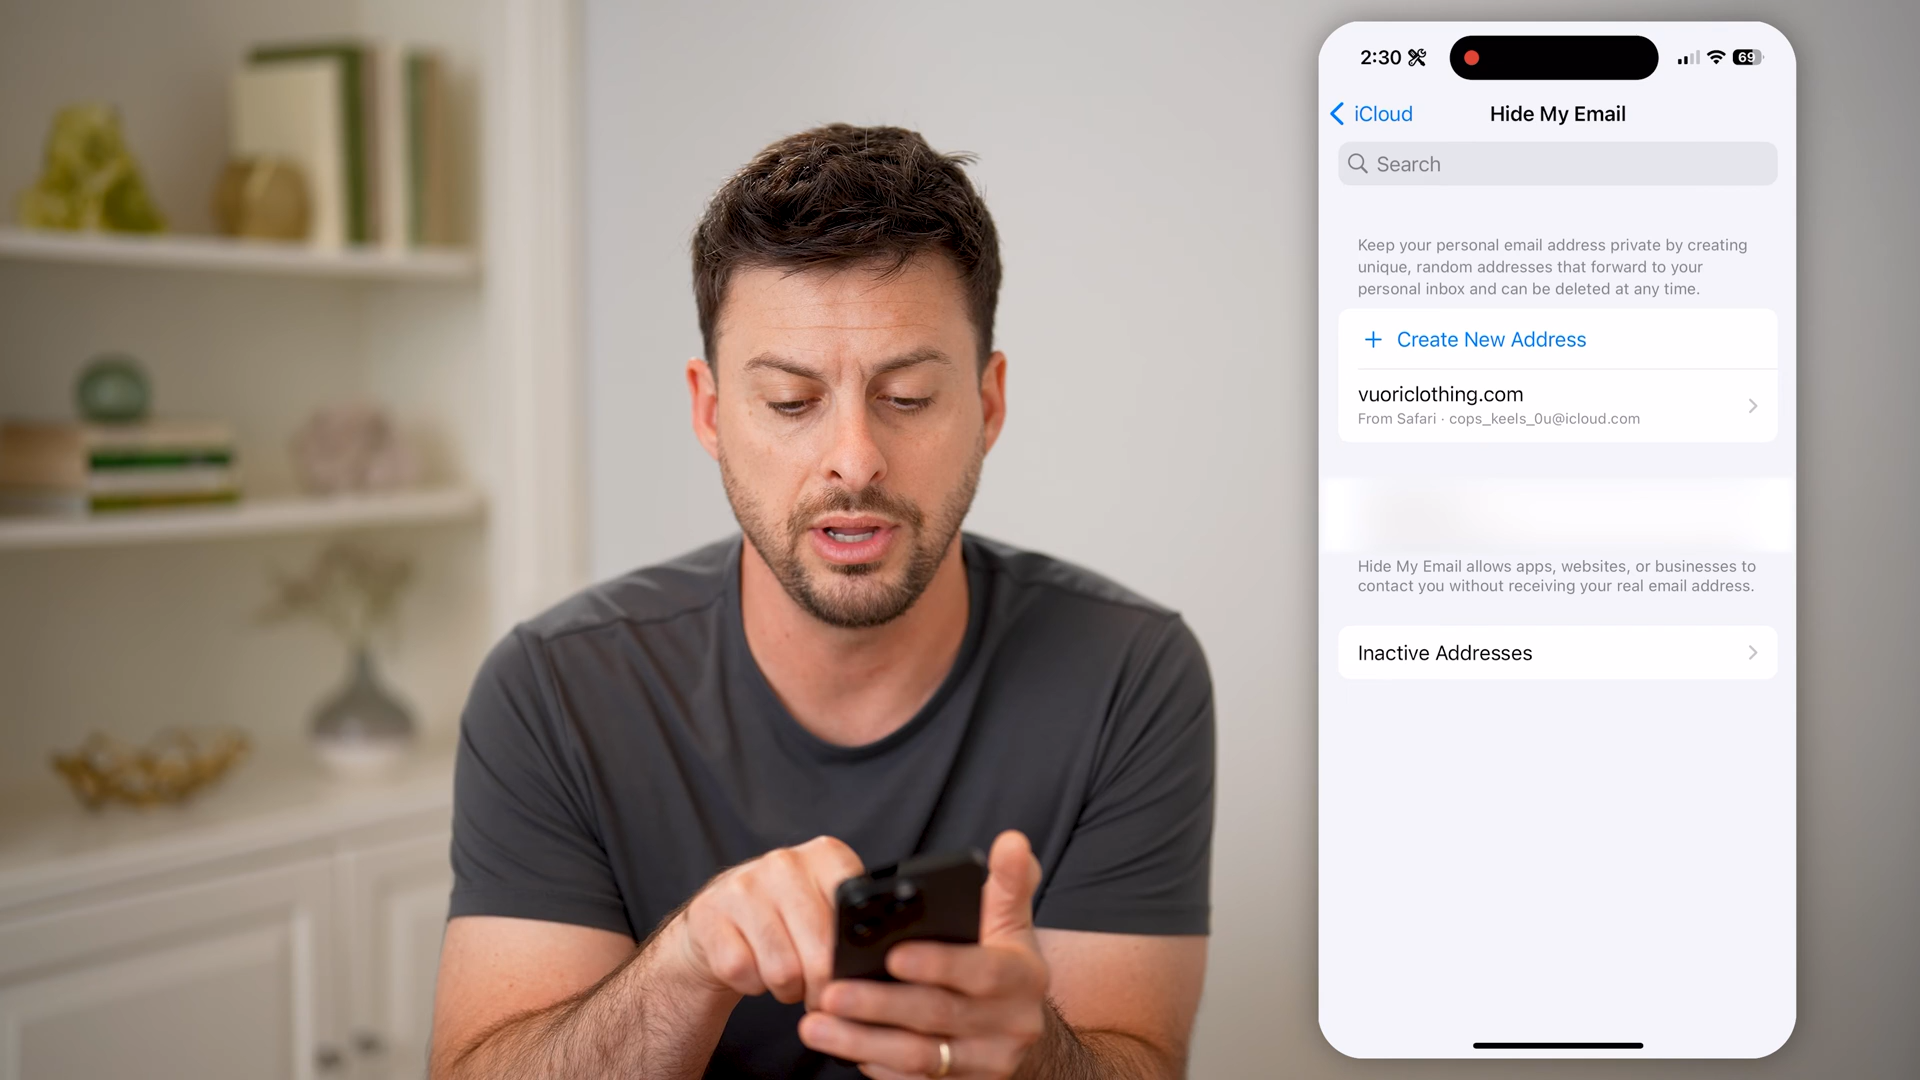 2:30
69
iCloud
Hide My Email
Search
Keep your personal email address private by creating
unique, random addresses that forward to your
personal inbox and can be deleted at any time.
+ Create New Address
vuoriclothing.com
From Safari · cops_keels_0u@icloud.com
Hide My Email allows apps, websites, or businesses to
contact you without receiving your real email address.
Inactive Addresses